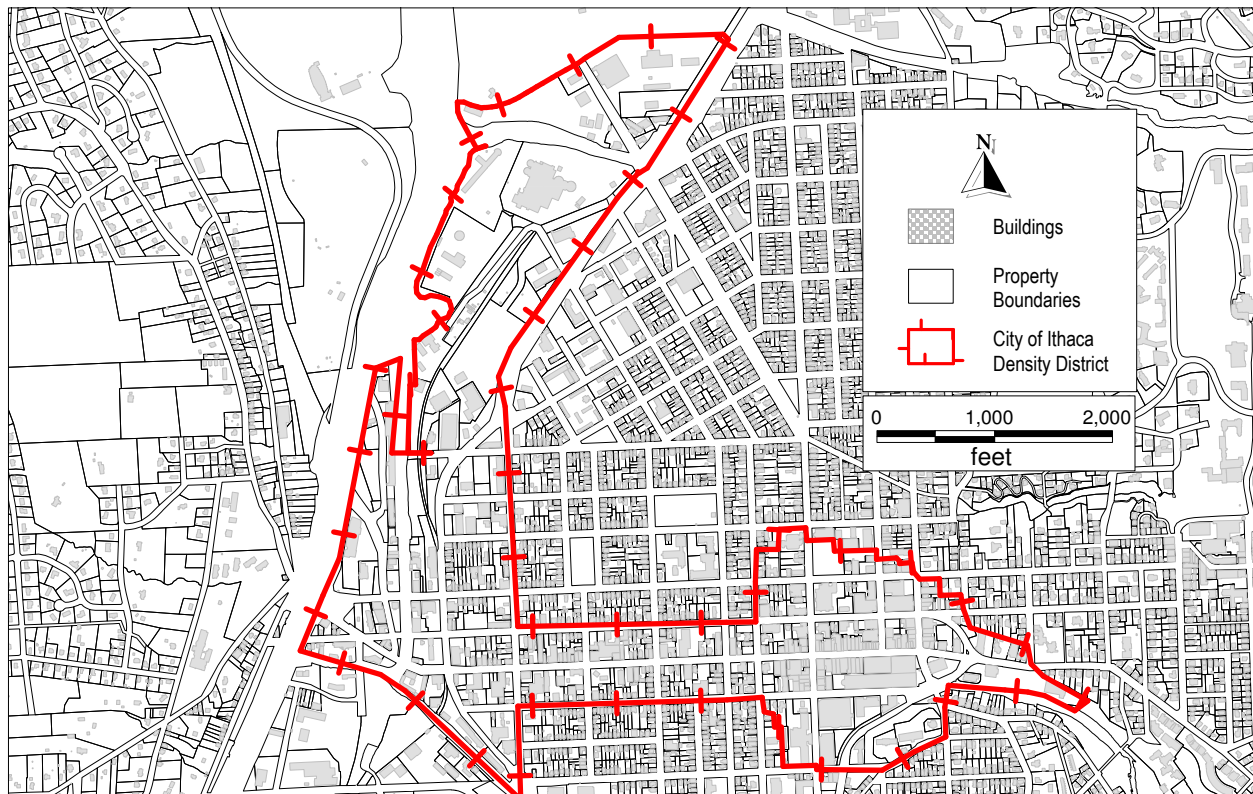 N
Buildings
Property
Boundaries
City of Ithaca
Density District
0 1,000 2,000
feet